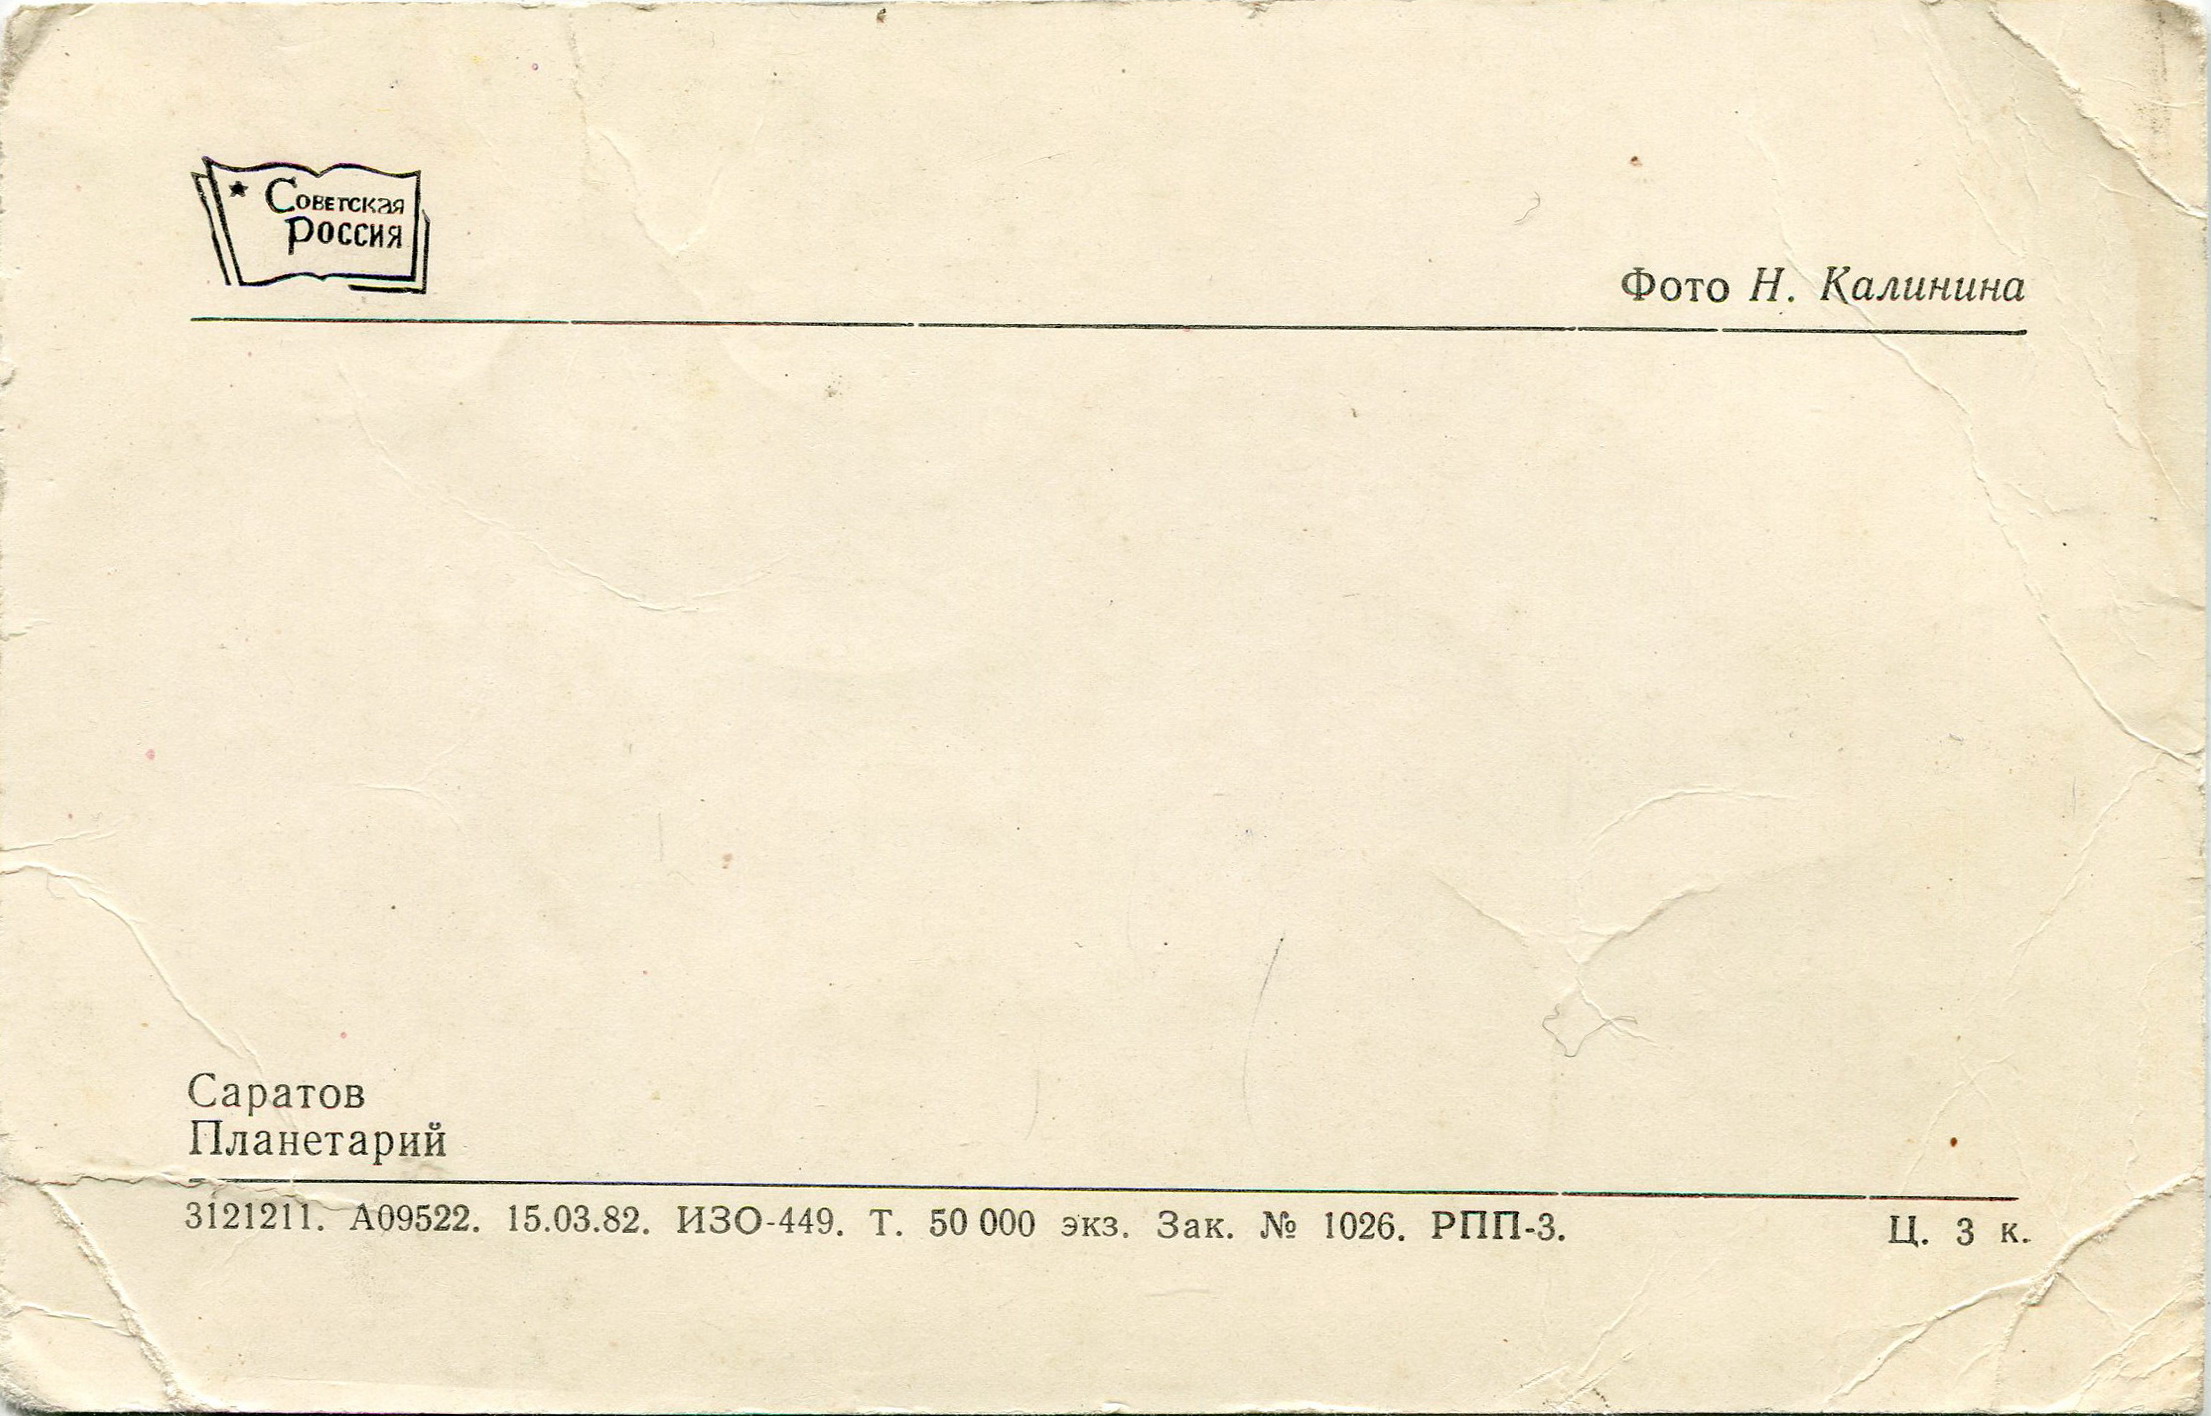 Советская
Россия
Фото Н. Калинина
Саратов
Планетарий
3121211. А09522. 15.03.82. ИЗО-449. Т. 50 000 экз. Зак. № 1026. РПП-3.
Ц. 3 к.